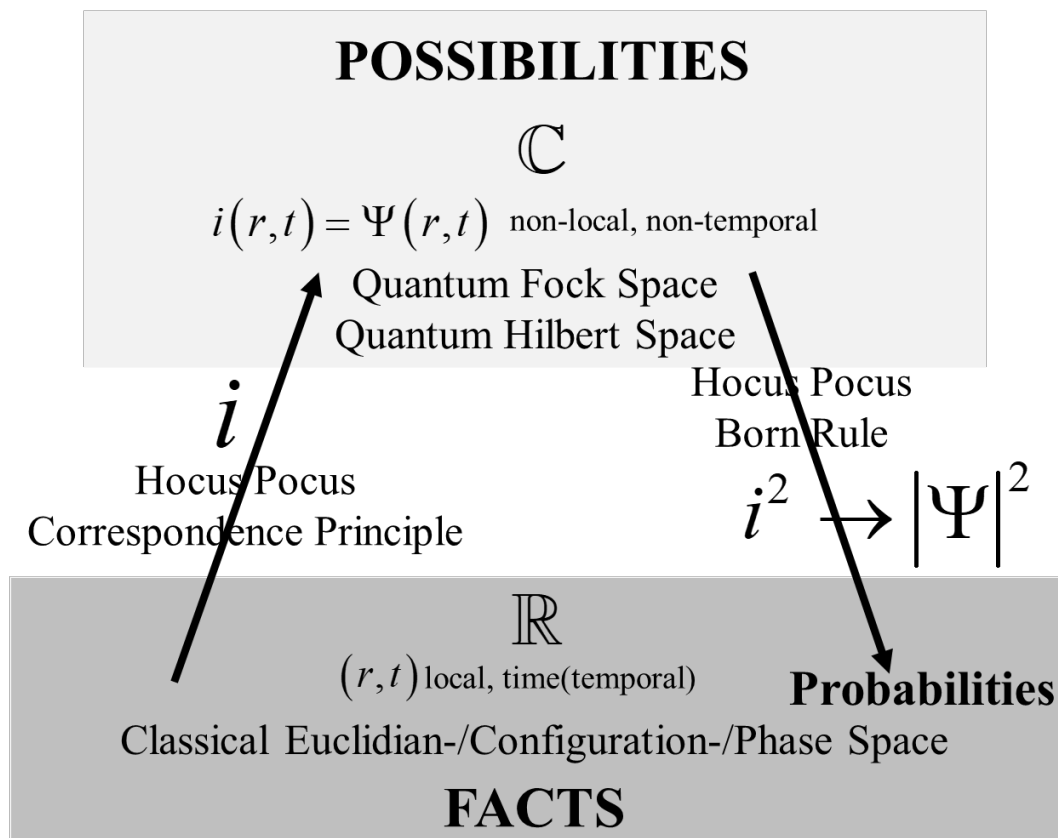 POSSIBILITIES
ℂ
i(r,t) = Ψ(r,t) non-local, non-temporal
Quantum Fock Space
Quantum Hilbert Space
i
Hocus Pocus
Correspondence Principle
Hocus Pocus
Born Rule
i² → |Ψ|²
ℝ
(r,t) local, time(temporal)
Probabilities
Classical Euclidian-/Configuration-/Phase Space
FACTS